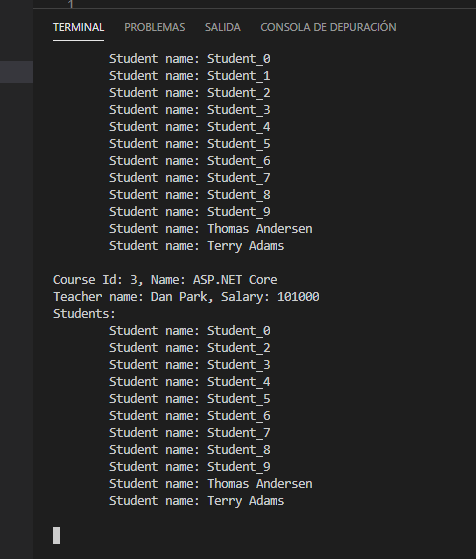 1
TERMINAL PROBLEMAS SALIDA CONSOLA DE DEPURACIÓN
Student name: Student_0
Student name: Student_1
Student name: Student_2
Student name: Student_3
Student name: Student_4
Student name: Student_5
Student name: Student_6
Student name: Student_7
Student name: Student_8
Student name: Student_9
Student name: Thomas Andersen
Student name: Terry Adams
Course Id: 3, Name: ASP.NET Core
Teacher name: Dan Park, Salary: 101000
Students:
Student name: Student_0
Student name: Student_2
Student name: Student_3
Student name: Student_4
Student name: Student_5
Student name: Student_6
Student name: Student_7
Student name: Student_8
Student name: Student_9
Student name: Thomas Andersen
Student name: Terry Adams